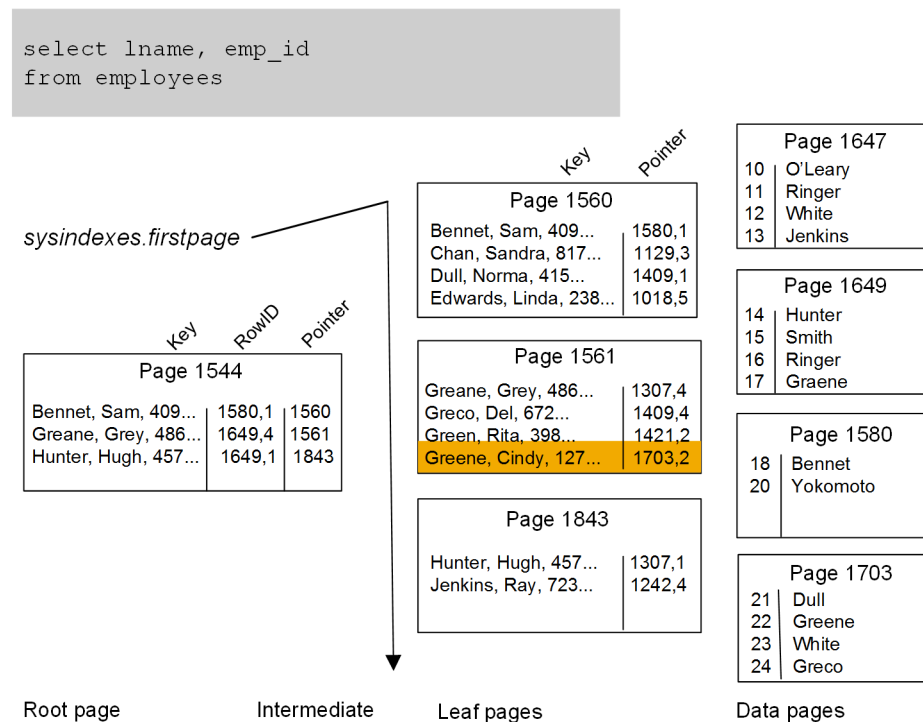 select lname, emp_id
from employees
sysindexes.firstpage
Key RowID Pointer
Page 1544
Bennet, Sam, 409... 1580,1 1560
Greane, Grey, 486... 1649,4 1561
Hunter, Hugh, 457... 1649,1 1843
Key Pointer
Page 1560
Bennet, Sam, 409... 1580,1
Chan, Sandra, 817... 1129,3
Dull, Norma, 415... 1409,1
Edwards, Linda, 238... 1018,5
Page 1561
Greane, Grey, 486... 1307,4
Greco, Del, 672... 1409,4
Green, Rita, 398... 1421,2
Greene, Cindy, 127... 1703,2
Page 1843
Hunter, Hugh, 457... 1307,1
Jenkins, Ray, 723... 1242,4
Page 1647
10 O'Leary
11 Ringer
12 White
13 Jenkins
Page 1649
14 Hunter
15 Smith
16 Ringer
17 Graene
Page 1580
18 Bennet
20 Yokomoto
Page 1703
21 Dull
22 Greene
23 White
24 Greco
Root page Intermediate Leaf pages Data pages